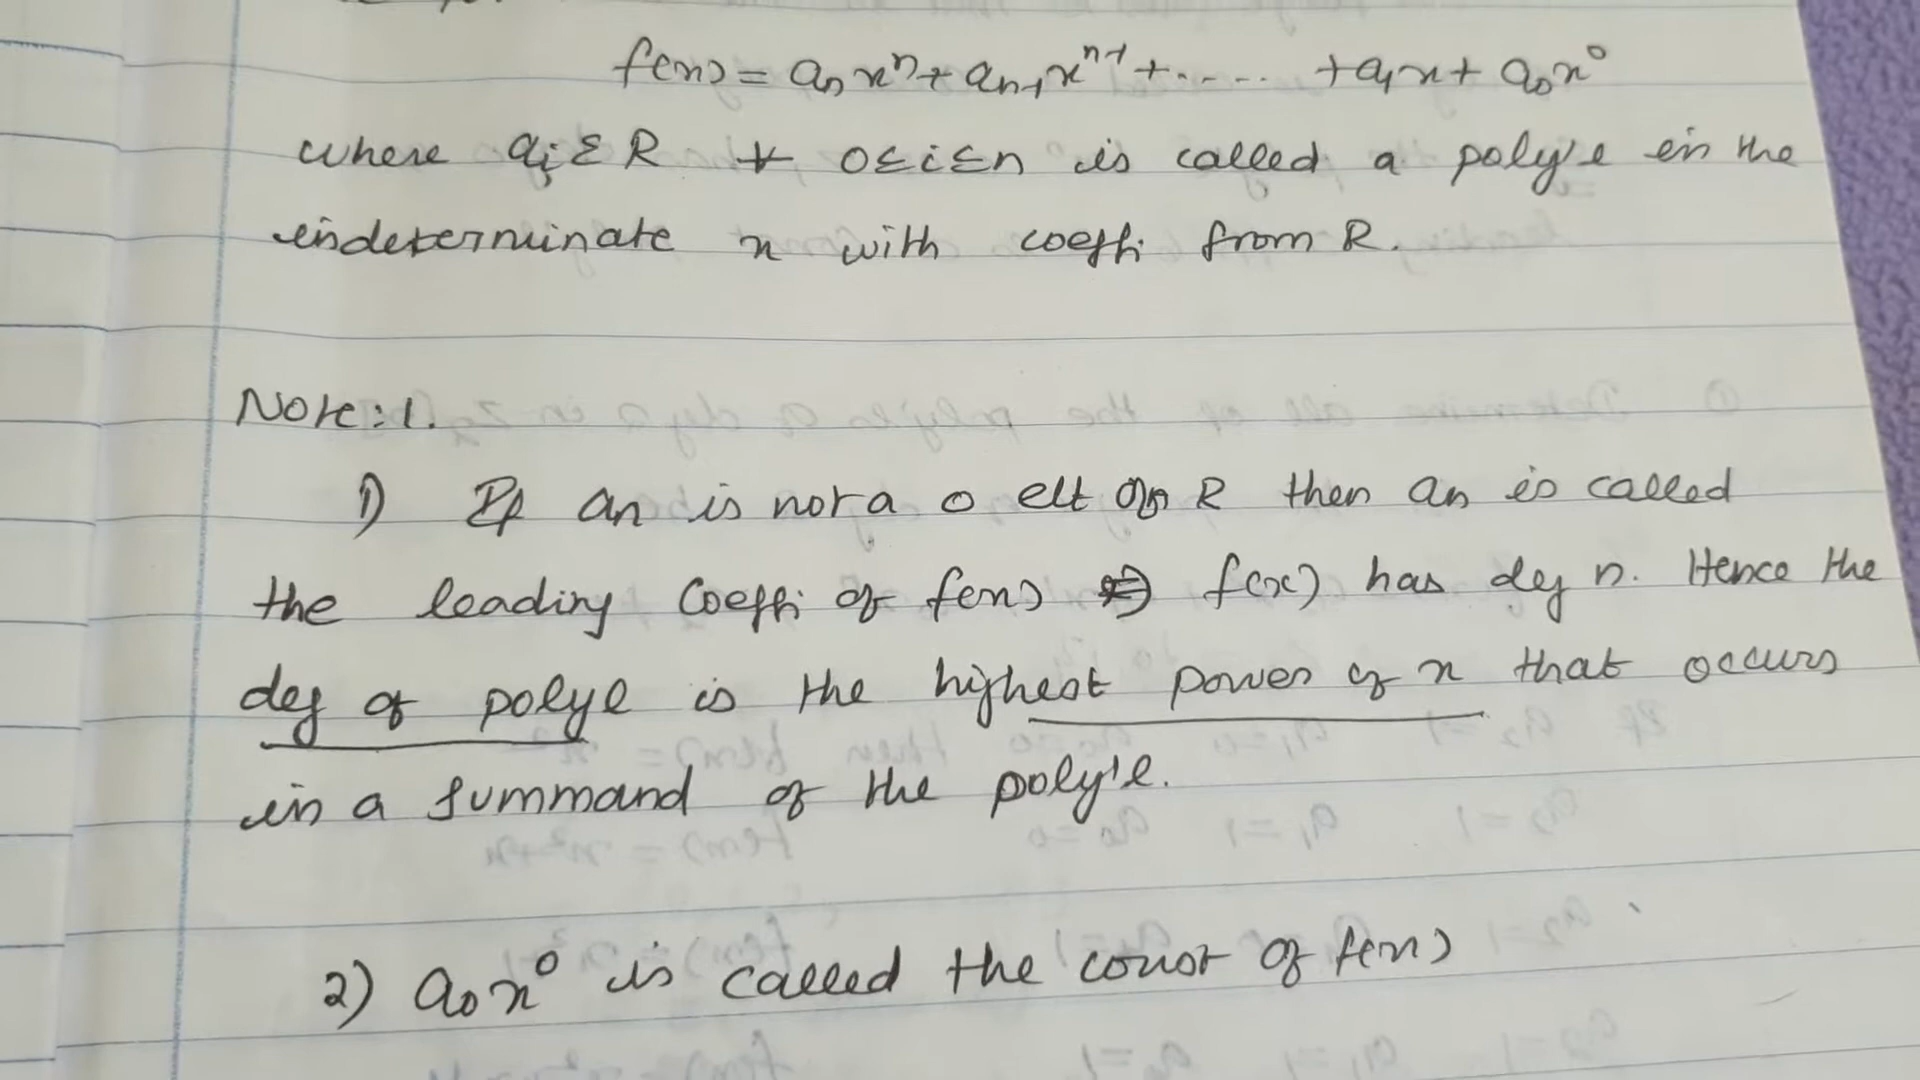 f(x) = aₙxⁿ + aₙ₋₁xⁿ⁻¹ + ..... + a₁x + a₀x⁰
where aᵢ ∈ R ∀ 0≤i≤n is called a poly'l in the
indeterminate x with coeffi from R.
Note: 1.
1) If an is not a 0 elt of R then an is called
the leading Coeffi of f(x) ⇒ f(x) has deg n. Hence the
deg of polyl is the highest power of x that occurs
in a summand of the poly'l.
2) a₀x⁰ is called the const of f(x)